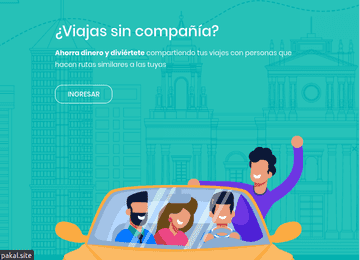 ¿Viajas sin compañía?
Ahorra dinero y diviértete compartiendo tus viajes con personas que
hacen rutas similares a las tuyas
INGRESAR
pakal.site